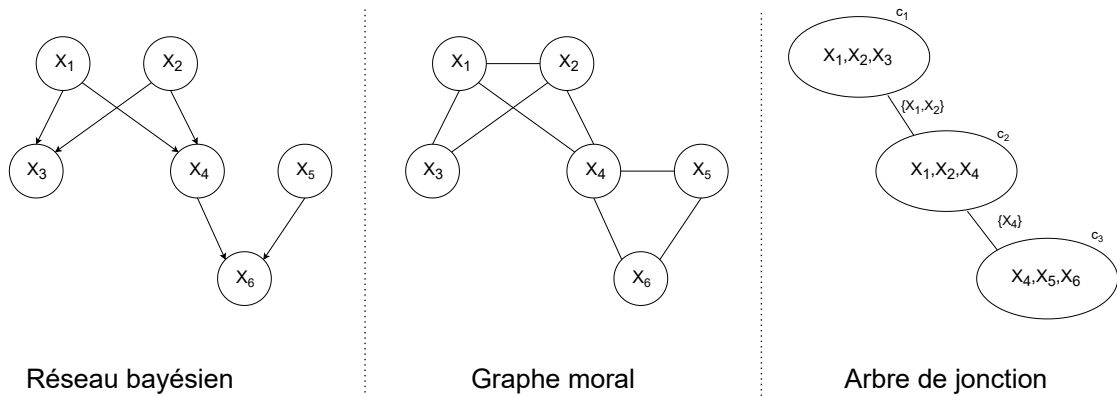 X1
X2
X3
X4
X5
X6
Réseau bayésien
X1
X2
X3
X4
X5
X6
Graphe moral
c1
X1,X2,X3
{X1,X2}
c2
X1,X2,X4
{X4}
c3
X4,X5,X6
Arbre de jonction